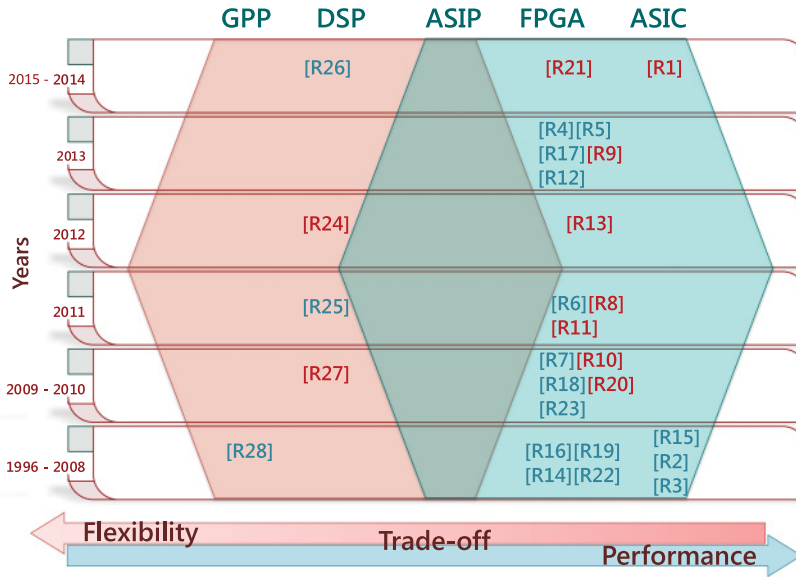 GPP DSP ASIP FPGA ASIC
2015 - 2014 [R26] [R21] [R1]
[R4][R5]
2013 [R17][R9]
[R12]
2012 [R24] [R13]
Years
2011 [R25] [R6][R8]
[R11]
[R7][R10]
2009 - 2010 [R27] [R18][R20]
[R23]
[R15]
1996 - 2008 [R28] [R16][R19] [R2]
[R14][R22] [R3]
Flexibility
Trade-off
Performance